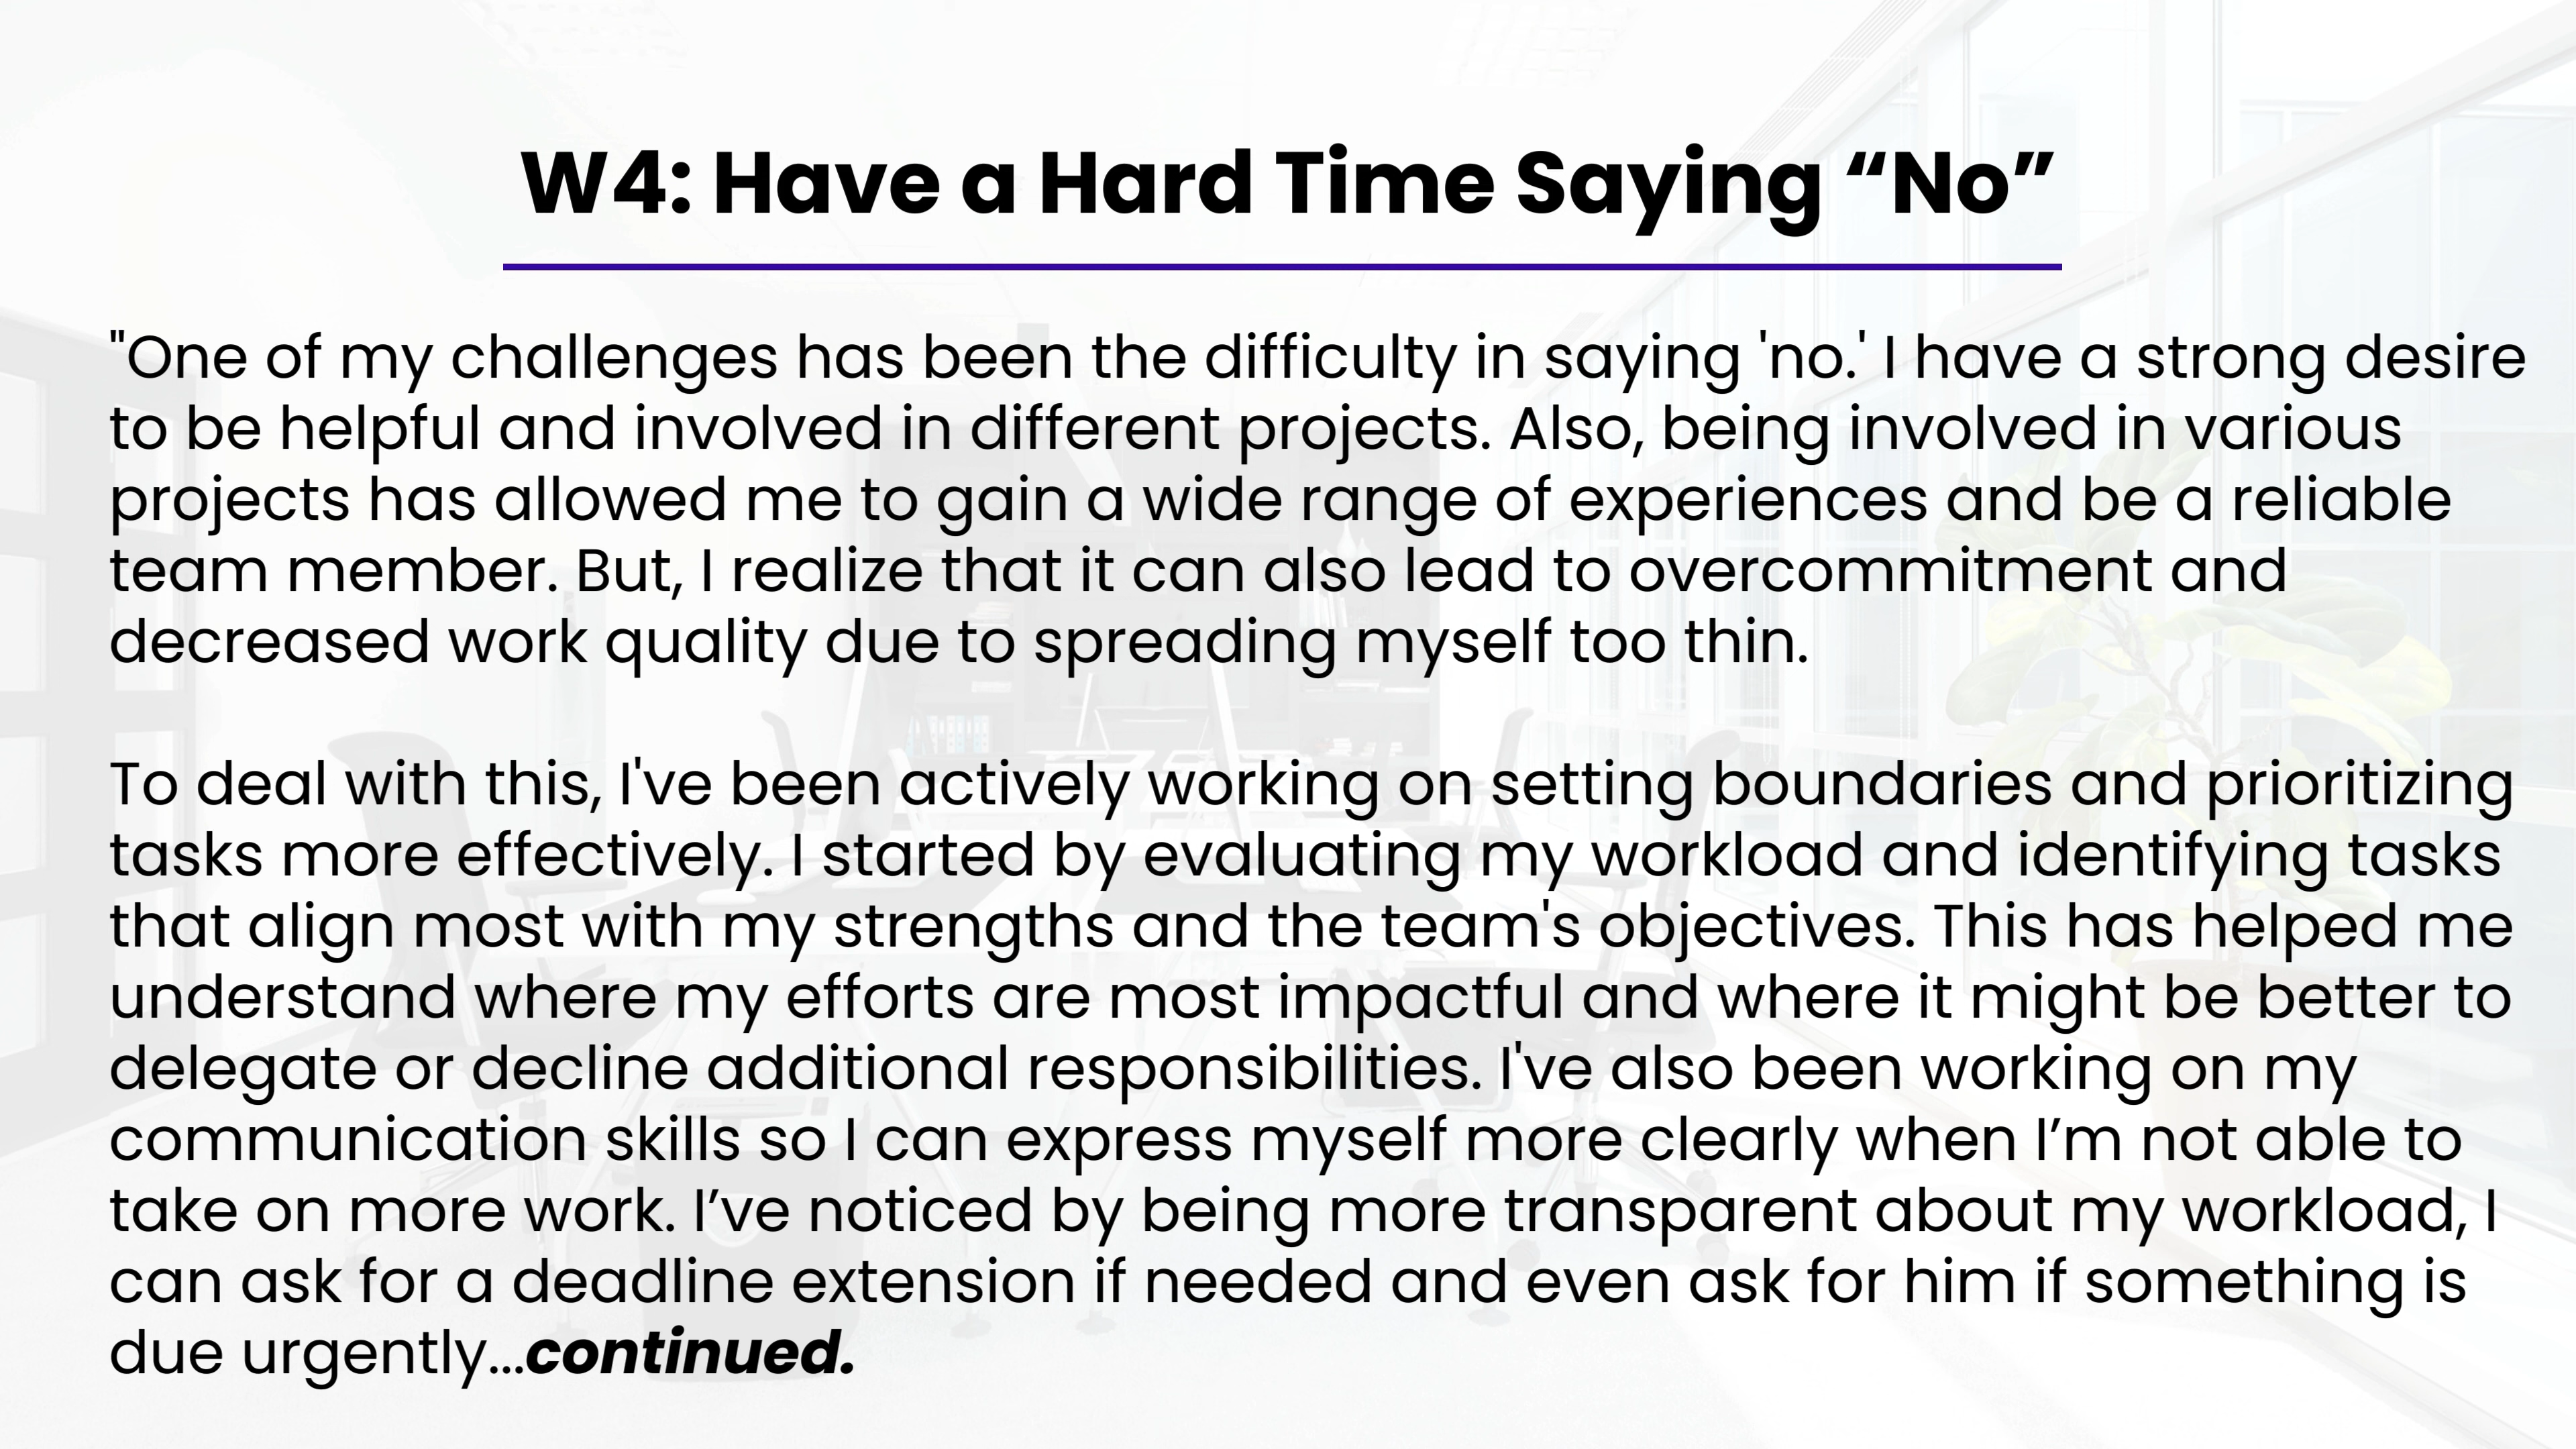 W4: Have a Hard Time Saying “No”
"One of my challenges has been the difficulty in saying 'no.' I have a strong desire
to be helpful and involved in different projects. Also, being involved in various
projects has allowed me to gain a wide range of experiences and be a reliable
team member. But, I realize that it can also lead to overcommitment and
decreased work quality due to spreading myself too thin.
To deal with this, I've been actively working on setting boundaries and prioritizing
tasks more effectively. I started by evaluating my workload and identifying tasks
that align most with my strengths and the team's objectives. This has helped me
understand where my efforts are most impactful and where it might be better to
delegate or decline additional responsibilities. I've also been working on my
communication skills so I can express myself more clearly when I’m not able to
take on more work. I’ve noticed by being more transparent about my workload, I
can ask for a deadline extension if needed and even ask for him if something is
due urgently...continued.